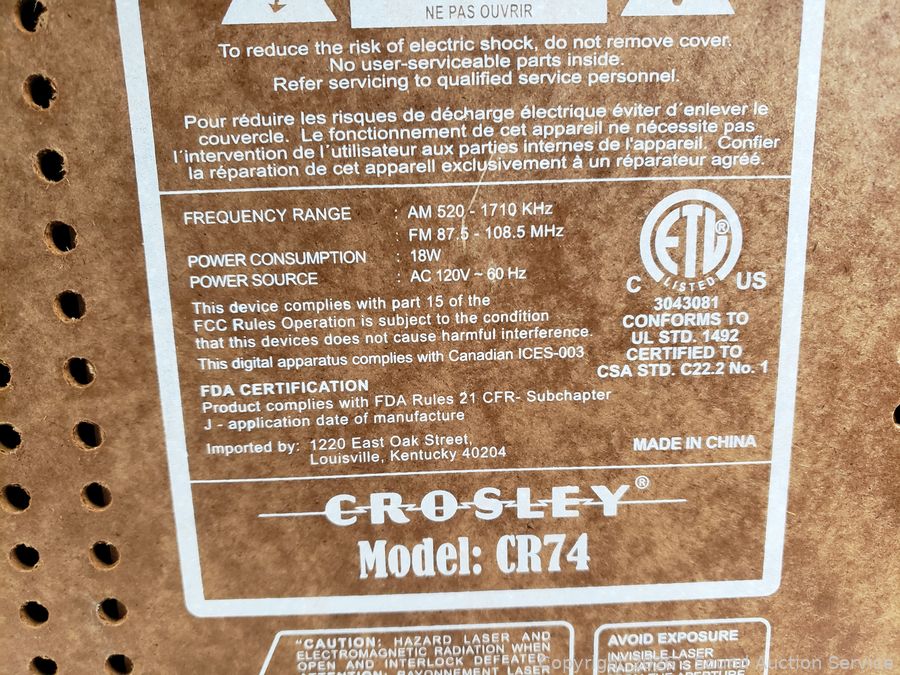 NE PAS OUVRIR
To reduce the risk of electric shock, do not remove cover.
No user-serviceable parts inside.
Refer servicing to qualified service personnel.
Pour réduire les risques de décharge électrique éviter d´enlever le
couvercle. Le fonctionnement de cet appareil ne nécessite pas
l´intervention de l´utilisateur aux parties internes de l'appareil. Confier
la réparation de cet appareil exclusivement à un réparateur agréé.
FREQUENCY RANGE : AM 520 - 1710 KHz
: FM 87.5 - 108.5 MHz
POWER CONSUMPTION : 18W
POWER SOURCE : AC 120V ~ 60 Hz
This device complies with part 15 of the
FCC Rules Operation is subject to the condition
that this devices does not cause harmful interference.
This digital apparatus complies with Canadian ICES-003
FDA CERTIFICATION
Product complies with FDA Rules 21 CFR- Subchapter
J - application date of manufacture
Imported by: 1220 East Oak Street,
Louisville, Kentucky 40204
ETL®
LISTED
C US
3043081
CONFORMS TO
UL STD. 1492
CERTIFIED TO
CSA STD. C22.2 No. 1
MADE IN CHINA
CROSLEY®
Model: CR74
"CAUTION: HAZARD LASER AND
ELECTROMAGNETIC RADIATION WHEN
OPEN AND INTERLOCK DEFEATED
ATTENTION: RAYONNEMENT LASER
AVOID EXPOSURE
INVISIBLE LASER
RADIATION IS EMITTED
Auction Service